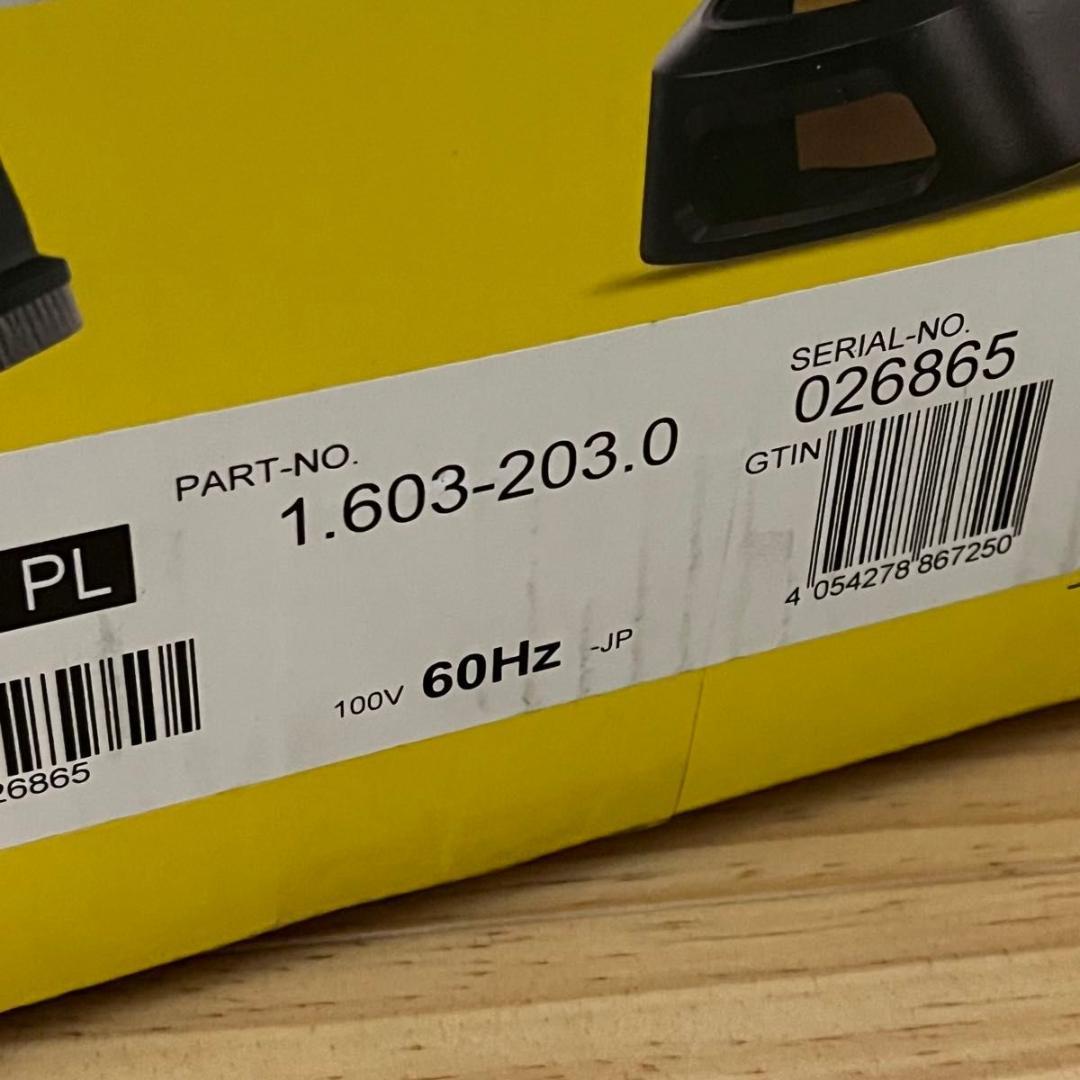 SERIAL-NO.
026865
PART-NO.
1.603-203.0
GTIN
4 054278 867250
PL
100V 60Hz -JP
26865